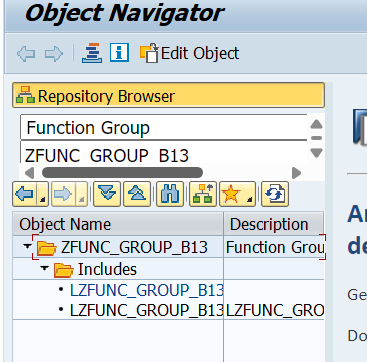 Object Navigator
Edit Object
Repository Browser
Function Group
ZFUNC_GROUP_B13
Object Name Description
ZFUNC_GROUP_B13 Function Grou
Includes
LZFUNC_GROUP_B13
LZFUNC_GROUP_B13 LZFUNC_GRO
Ar
de
Ge
Do